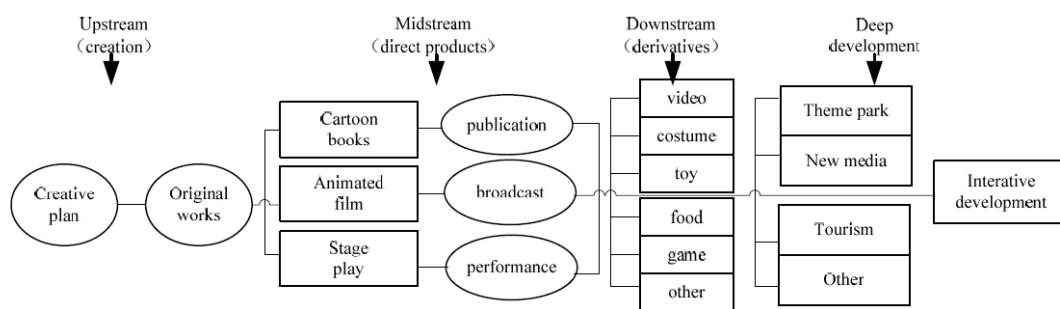 Upstream
（creation）
Midstream
（direct products）
Downstream
（derivatives）
Deep
development
Creative
plan
Original
works
Cartoon
books
Animated
film
Stage
play
publication
broadcast
performance
video
costume
toy
food
game
other
Theme park
New media
Tourism
Other
Interative
development